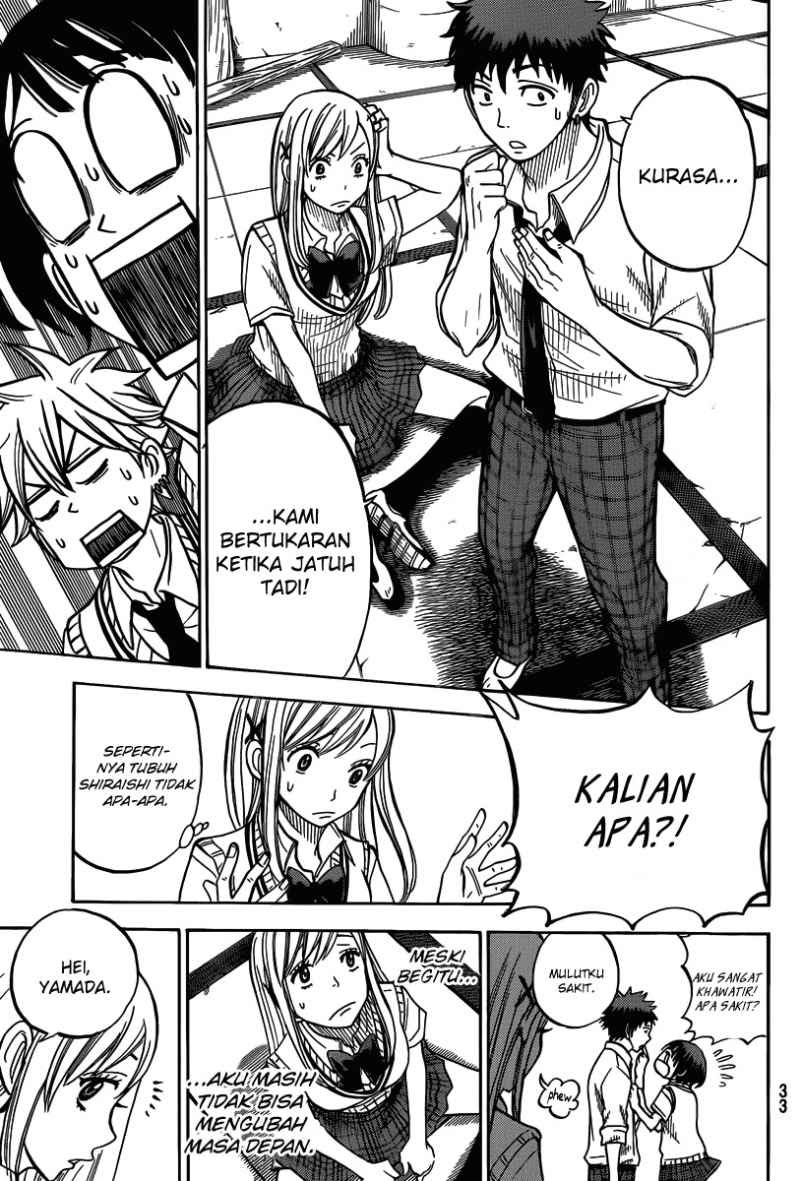 KURASA...
...KAMI
BERTUKARAN
KETIKA JATUH
TADI!
KALIAN
APA?!
SEPERTI-
NYA TUBUH
SHIRAISHI TIDAK
APA-APA.
AKU SANGAT
KHAWATIR!
APA SAKIT?
MULUTKU
SAKIT.
phew
MESKI
BEGITU...
...AKU MASIH
TIDAK BISA
MENGUBAH
MASA DEPAN.
HEI,
YAMADA.
33